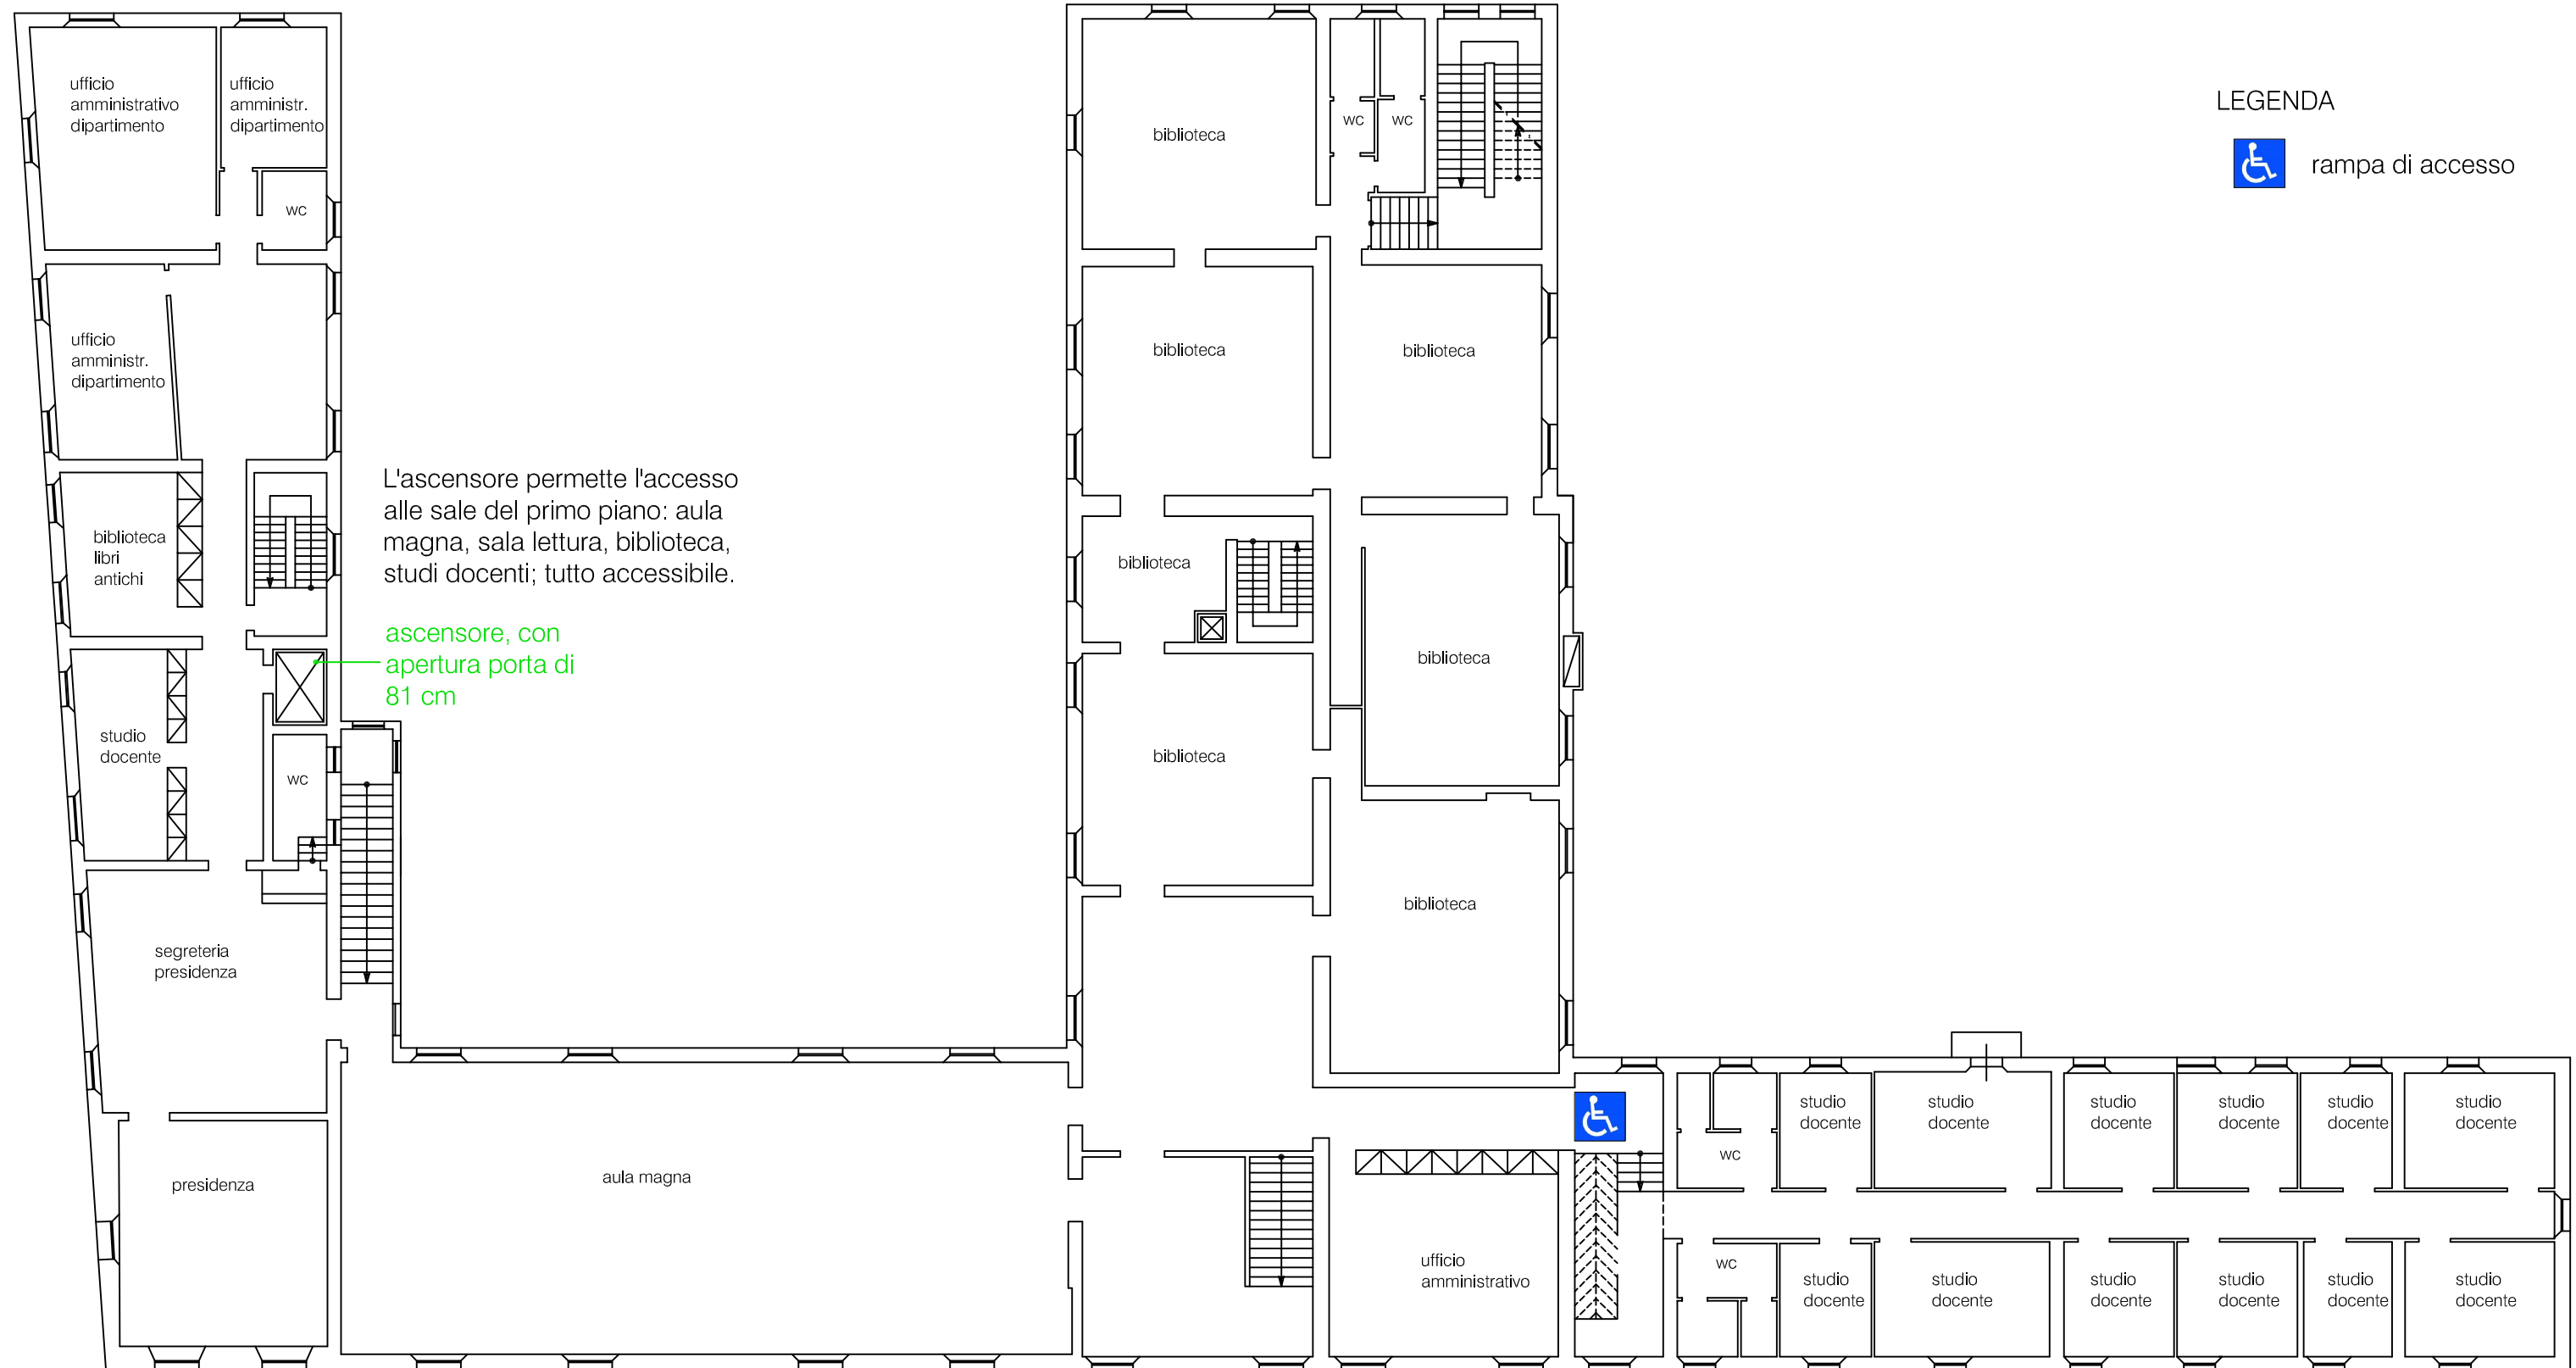 ufficio
amministrativo
dipartimento
ufficio
amministr.
dipartimento
wc
ufficio
amministr.
dipartimento
biblioteca
libri
antichi
studio
docente
wc
segreteria
presidenza
presidenza
L'ascensore permette l'accesso
alle sale del primo piano: aula
magna, sala lettura, biblioteca,
studi docenti; tutto accessibile.
ascensore, con
apertura porta di
81 cm
aula magna
biblioteca
wc
wc
biblioteca
biblioteca
biblioteca
biblioteca
biblioteca
biblioteca
ufficio
amministrativo
LEGENDA
rampa di accesso
wc
studio
docente
studio
docente
studio
docente
studio
docente
studio
docente
studio
docente
wc
studio
docente
studio
docente
studio
docente
studio
docente
studio
docente
studio
docente